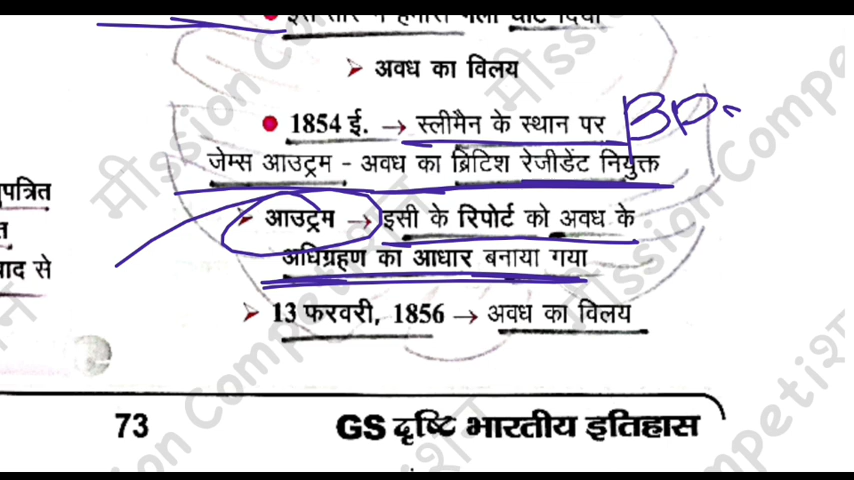 ➤ अवध का विलय
● 1854 ई. → स्लीमैन के स्थान पर
BP
जेम्स आउट्रम - अवध का ब्रिटिश रेजीडेंट नियुक्त
➤ आउट्रम → इसी के रिपोर्ट को अवध के
अधिग्रहण का आधार बनाया गया
➤ 13 फरवरी, 1856 → अवध का विलय
73
GS दृष्टि भारतीय इतिहास